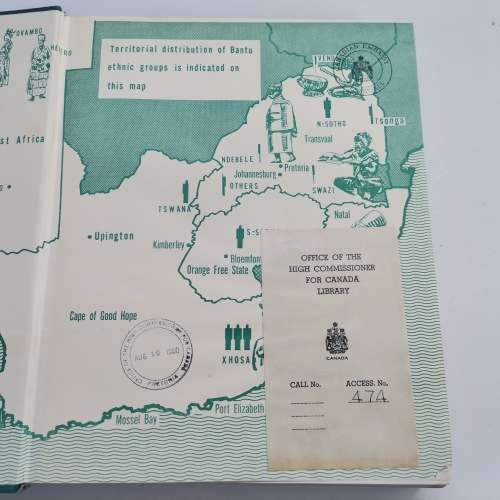 OVAMBO
HERERO
Territorial distribution of Bantu
ethnic groups is indicated on
this map
VENDA
CANADIAN EMBASSY
N·SOTHO
Tsonga
Transvaal
st Africa
NDEBELE
Pretoria
Johannesburg
OTHERS
SWAZI
TSWANA
Natal
S·S
Upington
Kimberley
Bloemfon
Orange Free State
Cape of Good Hope
XHOSA
AUG 10 1960
PRETORIA
Port Elizabeth
Mossel Bay
OFFICE OF THE
HIGH COMMISSIONER
FOR CANADA
LIBRARY
CANADA
CALL No.
ACCESS. No.
474